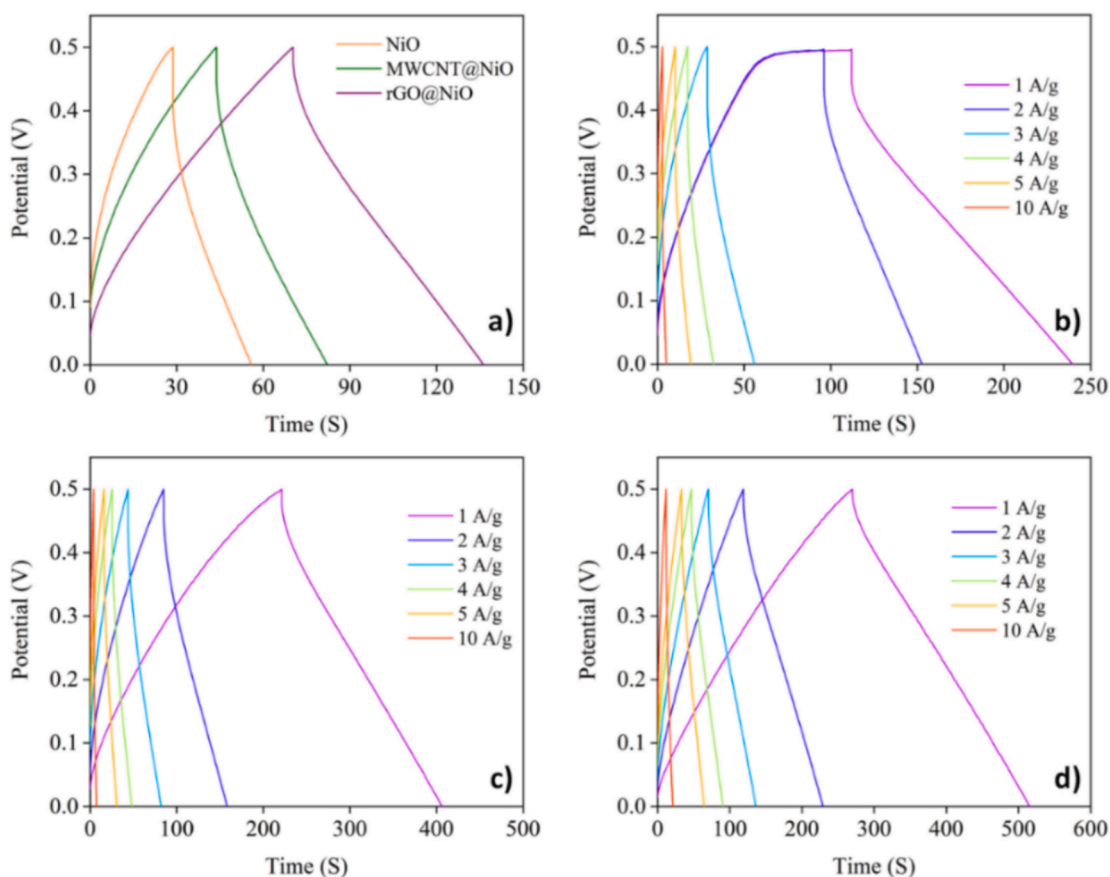 0.5
0.4
0.3
0.2
0.1
0.0
Potential (V)
NiO
MWCNT@NiO
rGO@NiO
a)
0 30 60 90 120 150
Time (S)
0.5
0.4
0.3
0.2
0.1
0.0
Potential (V)
1 A/g
2 A/g
3 A/g
4 A/g
5 A/g
10 A/g
b)
0 50 100 150 200 250
Time (S)
0.5
0.4
0.3
0.2
0.1
0.0
Potential (V)
1 A/g
2 A/g
3 A/g
4 A/g
5 A/g
10 A/g
c)
0 100 200 300 400 500
Time (S)
0.5
0.4
0.3
0.2
0.1
0.0
Potential (V)
1 A/g
2 A/g
3 A/g
4 A/g
5 A/g
10 A/g
d)
0 100 200 300 400 500 600
Time (S)